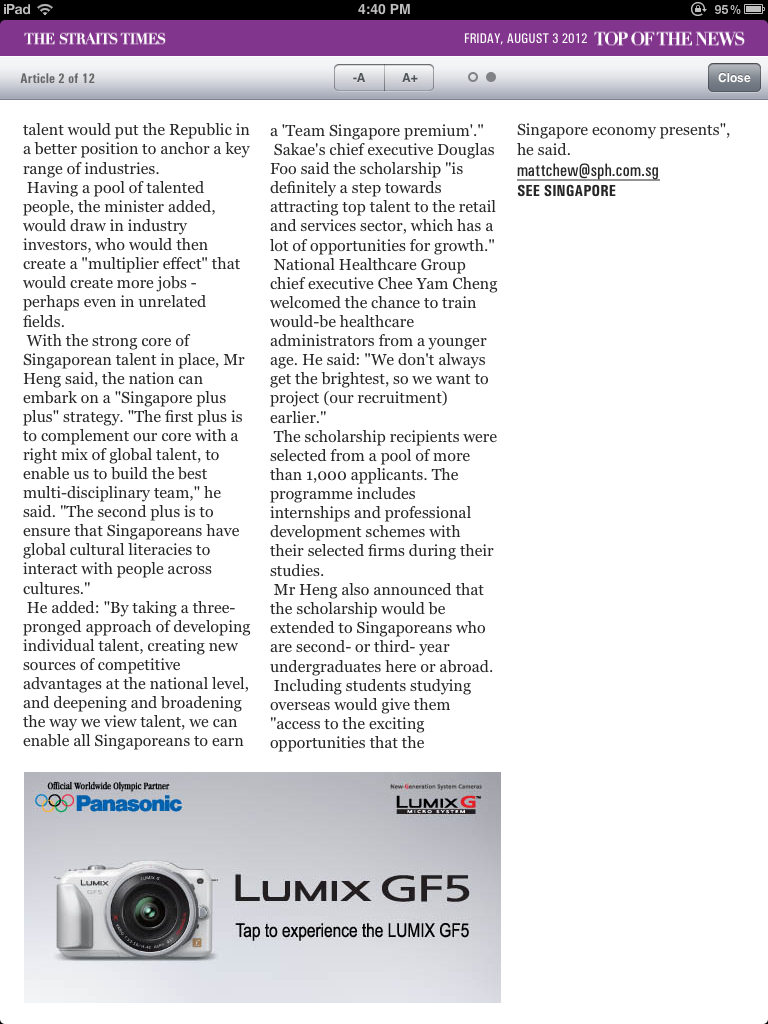 iPad
4:40 PM
95%
THE STRAITS TIMES
FRIDAY, AUGUST 3 2012 TOP OF THE NEWS
Article 2 of 12
-A
A+
Close
talent would put the Republic in
a better position to anchor a key
range of industries.
Having a pool of talented
people, the minister added,
would draw in industry
investors, who would then
create a "multiplier effect" that
would create more jobs -
perhaps even in unrelated
fields.
With the strong core of
Singaporean talent in place, Mr
Heng said, the nation can
embark on a "Singapore plus
plus" strategy. "The first plus is
to complement our core with a
right mix of global talent, to
enable us to build the best
multi-disciplinary team," he
said. "The second plus is to
ensure that Singaporeans have
global cultural literacies to
interact with people across
cultures."
He added: "By taking a three-
pronged approach of developing
individual talent, creating new
sources of competitive
advantages at the national level,
and deepening and broadening
the way we view talent, we can
enable all Singaporeans to earn
a 'Team Singapore premium'."
Sakae's chief executive Douglas
Foo said the scholarship "is
definitely a step towards
attracting top talent to the retail
and services sector, which has a
lot of opportunities for growth."
National Healthcare Group
chief executive Chee Yam Cheng
welcomed the chance to train
would-be healthcare
administrators from a younger
age. He said: "We don't always
get the brightest, so we want to
project (our recruitment)
earlier."
The scholarship recipients were
selected from a pool of more
than 1,000 applicants. The
programme includes
internships and professional
development schemes with
their selected firms during their
studies.
Mr Heng also announced that
the scholarship would be
extended to Singaporeans who
are second- or third- year
undergraduates here or abroad.
Including students studying
overseas would give them
"access to the exciting
opportunities that the
Singapore economy presents",
he said.
mattchew@sph.com.sg
SEE SINGAPORE
Official Worldwide Olympic Partner
Panasonic
New-Generation System Cameras
LUMIX G™
MICRO SYSTEM
LUMIX
GF5
LUMIX G
LUMIX GF5
Tap to experience the LUMIX GF5